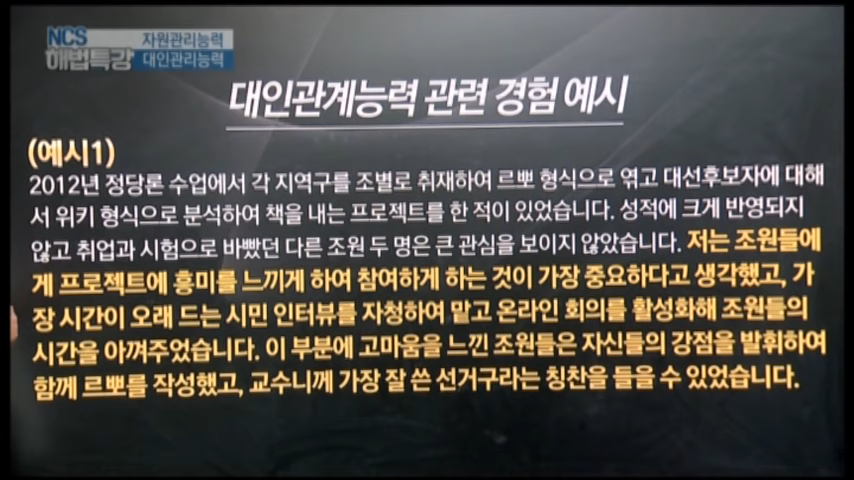 NCS
해법특강
자원관리능력
대인관리능력
대인관계능력 관련 경험 예시
(예시1)
2012년 정당론 수업에서 각 지역구를 조별로 취재하여 르뽀 형식으로 엮고 대선후보자에 대해
서 위키 형식으로 분석하여 책을 내는 프로젝트를 한 적이 있었습니다. 성적에 크게 반영되지
않고 취업과 시험으로 바빴던 다른 조원 두 명은 큰 관심을 보이지 않았습니다. 저는 조원들에
게 프로젝트에 흥미를 느끼게 하여 참여하게 하는 것이 가장 중요하다고 생각했고, 가
장 시간이 오래 드는 시민 인터뷰를 자청하여 맡고 온라인 회의를 활성화해 조원들의
시간을 아껴주었습니다. 이 부분에 고마움을 느낀 조원들은 자신들의 강점을 발휘하여
함께 르뽀를 작성했고, 교수니께 가장 잘 쓴 선거구라는 칭찬을 들을 수 있었습니다.